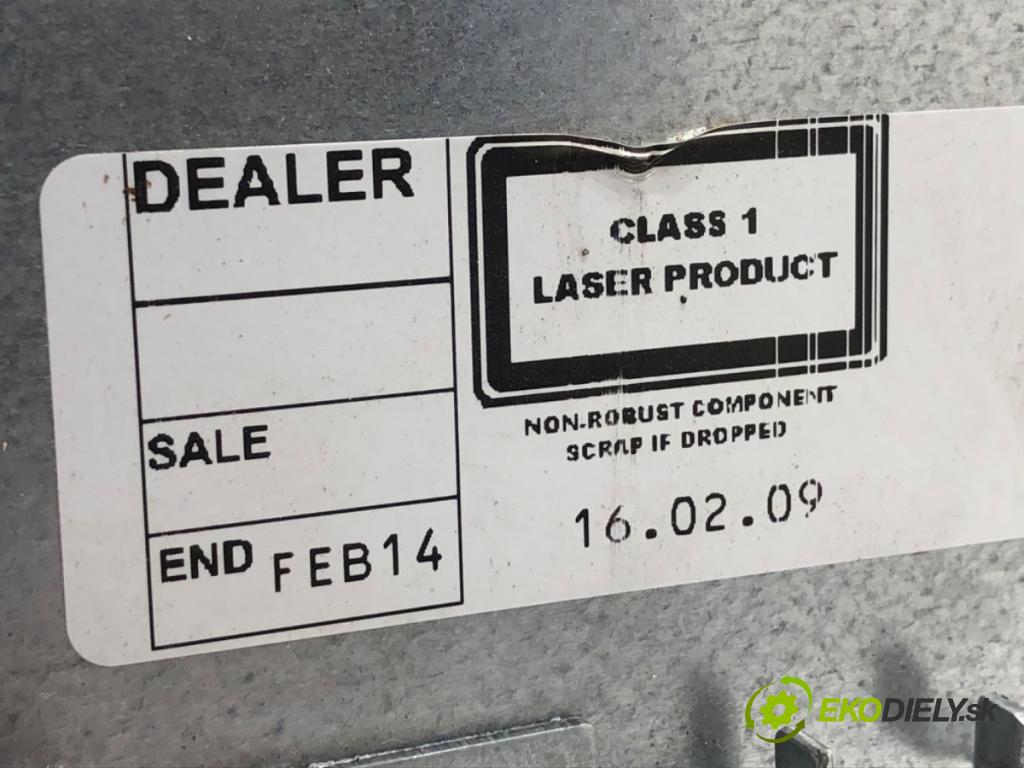 DEALER
SALE
END FEB14
CLASS 1
LASER PRODUCT
NON-ROBUST COMPONENT
SCRAP IF DROPPED
16.02.09
EKODIELY.sk